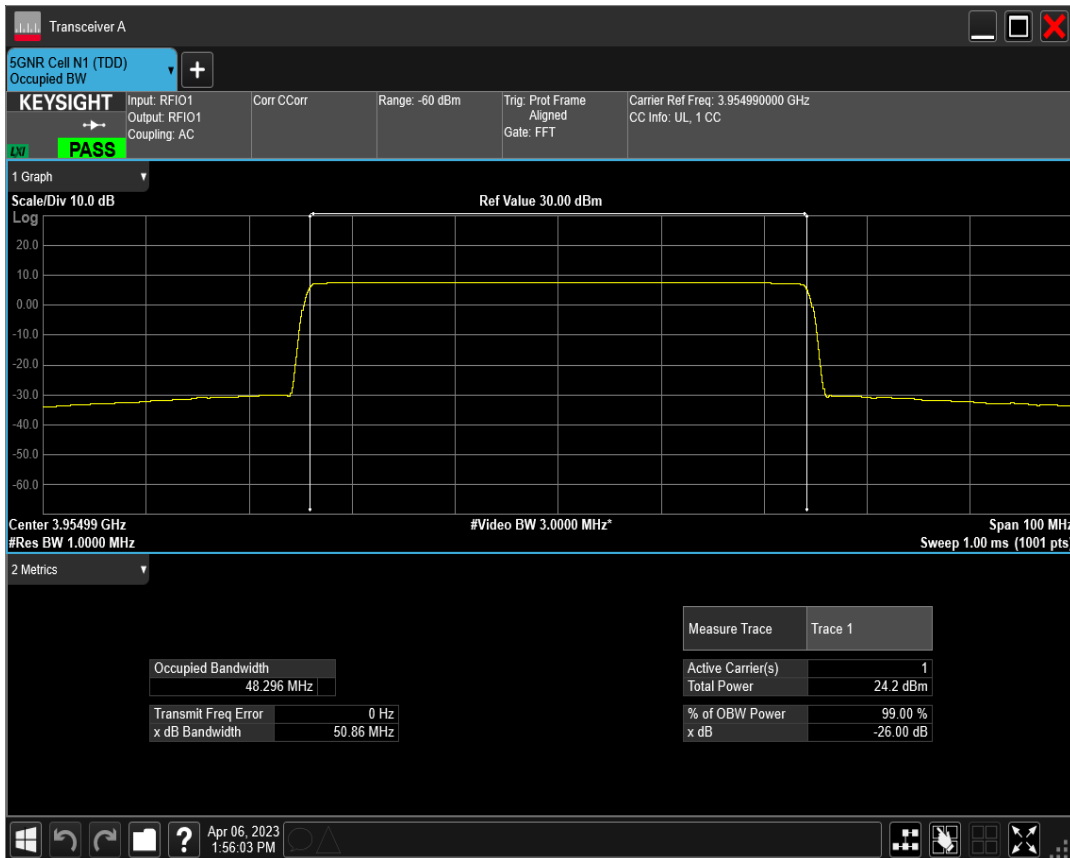 Transceiver A
5GNR Cell N1 (TDD)
Occupied BW
+
KEYSIGHT
LXI
PASS
Input: RFIO1
Output: RFIO1
Coupling: AC
Corr CCorr
Range: -60 dBm
Trig: Prot Frame
Aligned
Gate: FFT
Carrier Ref Freq: 3.954990000 GHz
CC Info: UL, 1 CC
1 Graph
Scale/Div 10.0 dB
Ref Value 30.00 dBm
Log
20.0
10.0
0.00
-10.0
-20.0
-30.0
-40.0
-50.0
-60.0
Center 3.95499 GHz
#Video BW 3.0000 MHz*
Span 100 MHz
#Res BW 1.0000 MHz
Sweep 1.00 ms (1001 pts)
2 Metrics
Measure Trace Trace 1
Occupied Bandwidth
48.296 MHz
Active Carrier(s) 1
Total Power 24.2 dBm
Transmit Freq Error 0 Hz
x dB Bandwidth 50.86 MHz
% of OBW Power 99.00 %
x dB -26.00 dB
?
Apr 06, 2023
1:56:03 PM